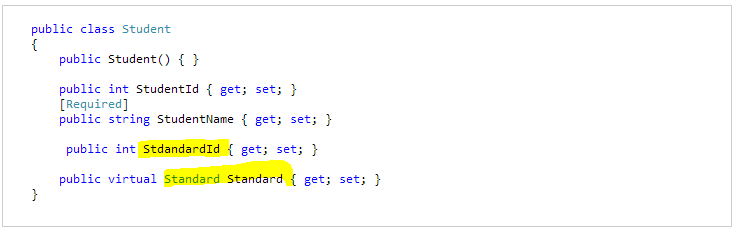 public class Student
{
public Student() { }
public int StudentId { get; set; }
[Required]
public string StudentName { get; set; }
public int StdandardId { get; set; }
public virtual Standard Standard { get; set; }
}